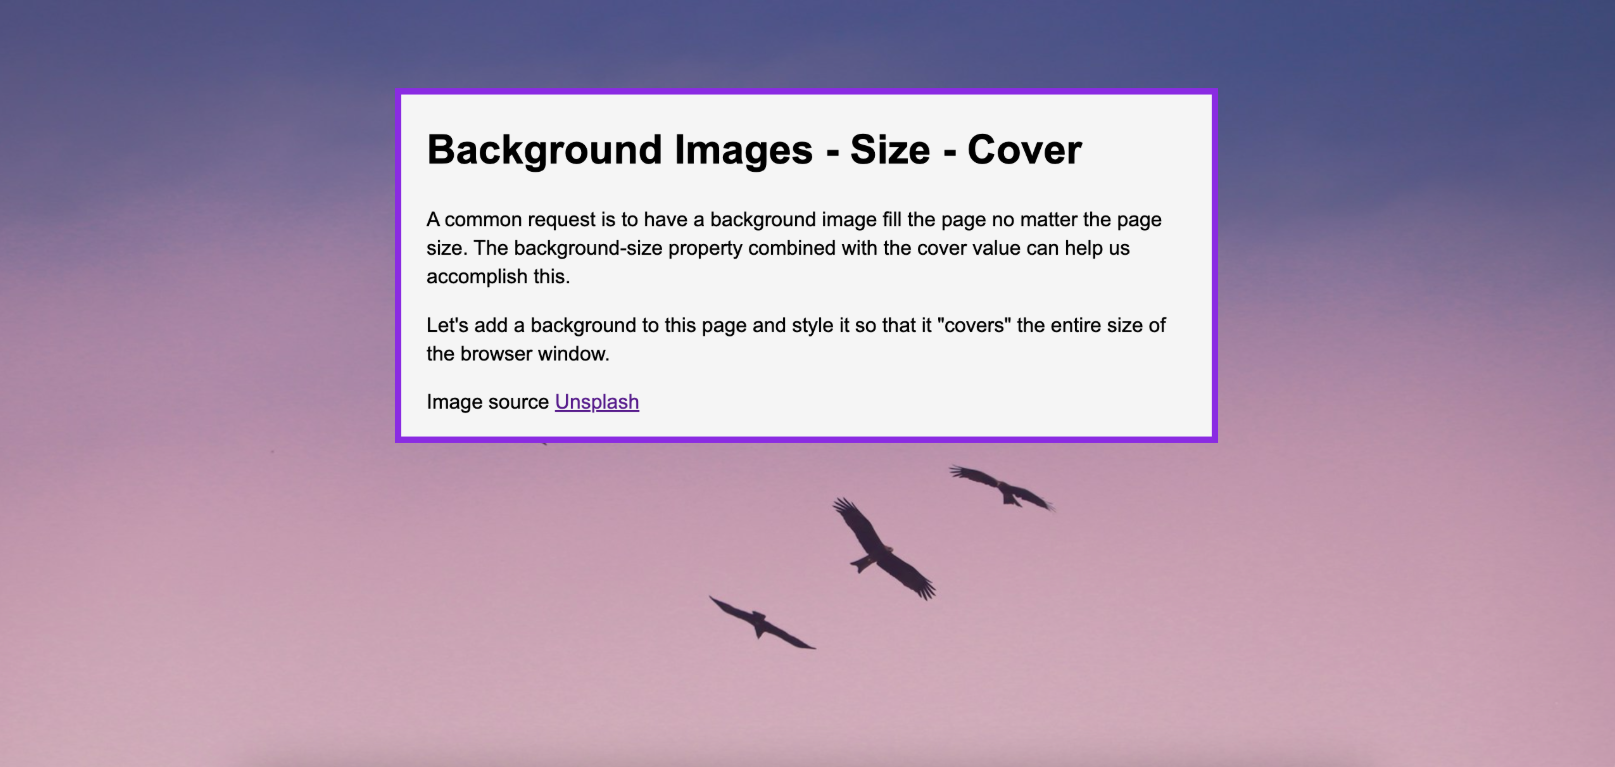 Background Images - Size - Cover
A common request is to have a background image fill the page no matter the page
size. The background-size property combined with the cover value can help us
accomplish this.
Let's add a background to this page and style it so that it "covers" the entire size of
the browser window.
Image source Unsplash